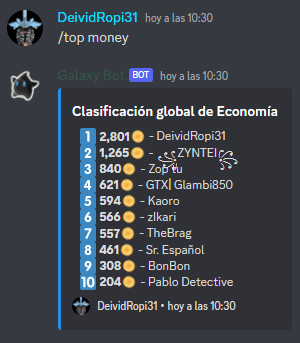 DeividRopi31 hoy a las 10:30
/top money
Galaxy Bot BOT hoy a las 10:30
Clasificación global de Economía
1 2,801 - DeividRopi31
2 1,265 - ꧁ZYNTEI꧂
3 840 - Zop tu
4 621 - GTX| Glambi850
5 594 - Kaoro
6 566 - zIkari
7 557 - TheBrag
8 461 - Sr. Español
9 308 - BonBon
10 204 - Pablo Detective
DeividRopi31 • hoy a las 10:30